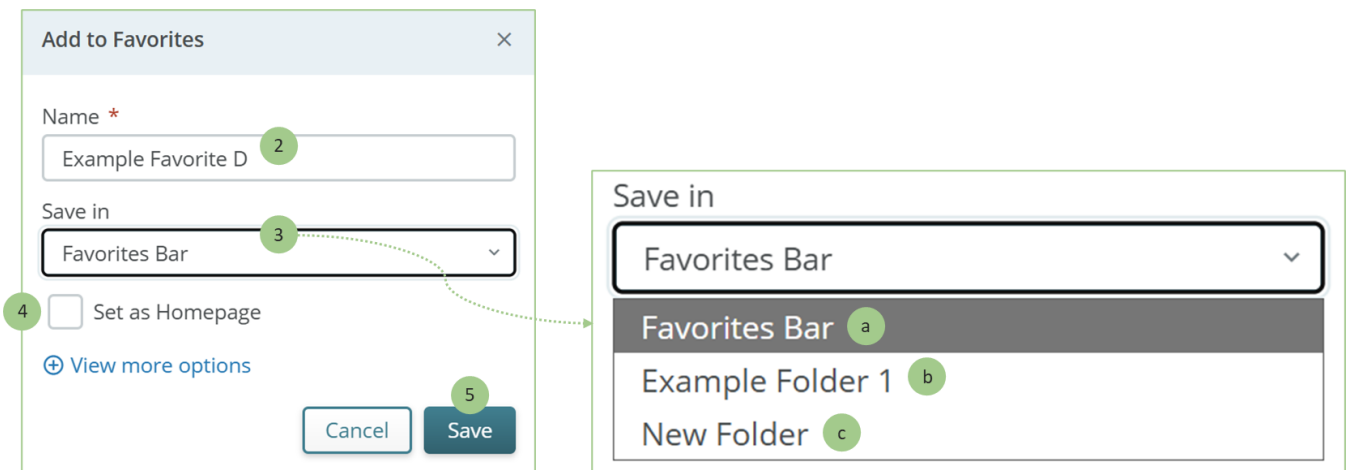 Add to Favorites
Name *
Example Favorite D
2
Save in
3
Favorites Bar
4
Set as Homepage
View more options
5
Cancel
Save
Save in
Favorites Bar
Favorites Bar a
Example Folder 1 b
New Folder c